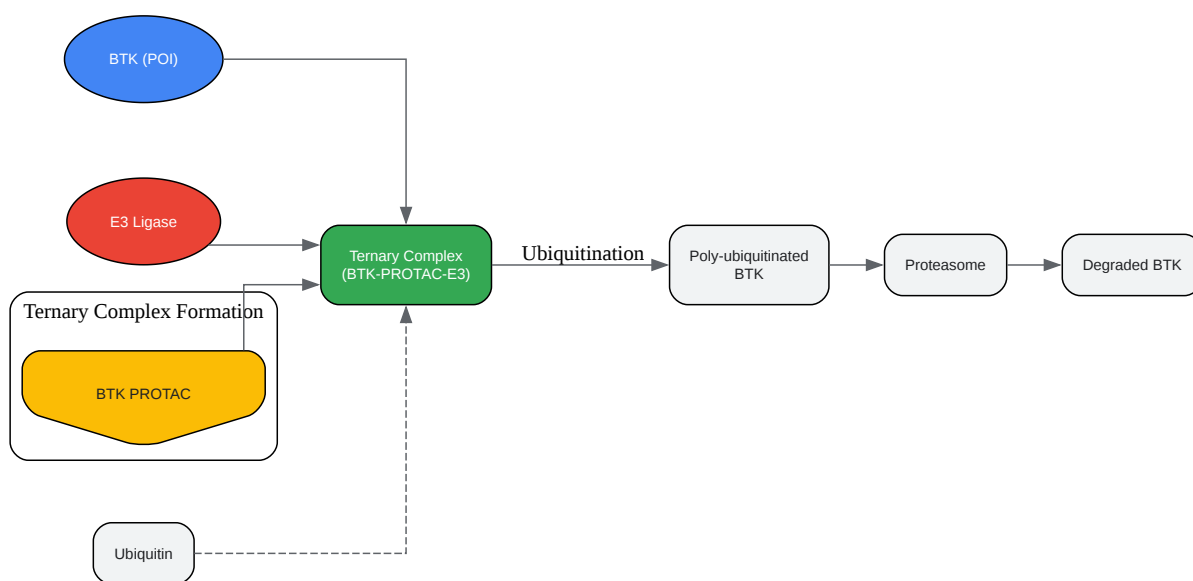 BTK (POI)
E3 Ligase
Ternary Complex
(BTK-PROTAC-E3)
Ubiquitination
Poly-ubiquitinated
BTK
Proteasome
Degraded BTK
Ternary Complex Formation
BTK PROTAC
Ubiquitin